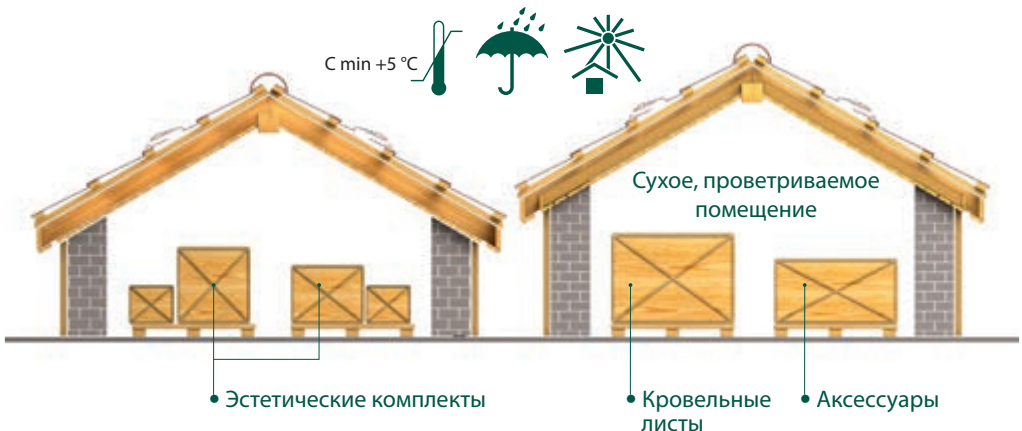 C min +5 °C
Сухое, проветриваемое
помещение
Эстетические комплекты
Кровельные
листы
Аксессуары